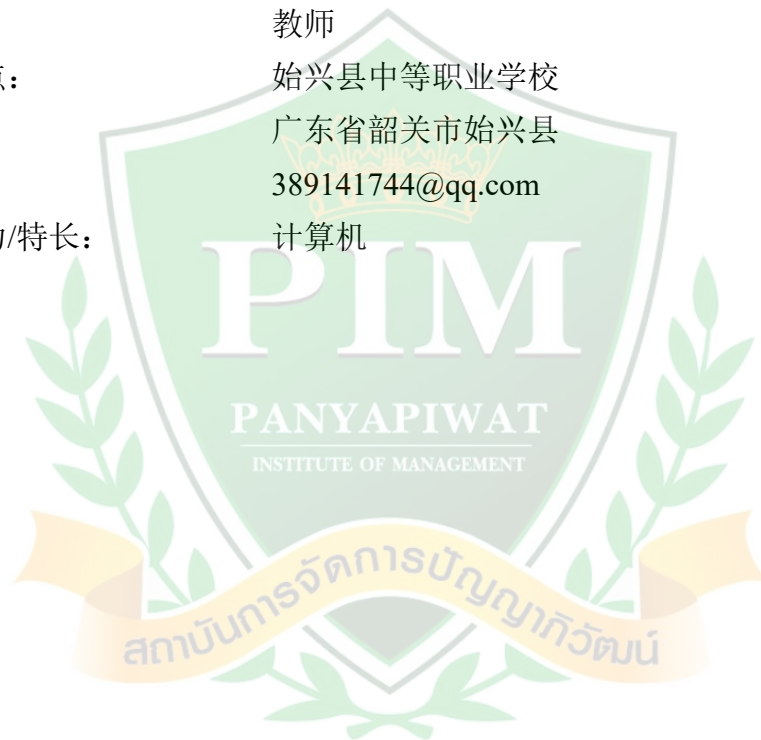 教师
点： 始兴县中等职业学校
广东省韶关市始兴县
389141744@qq.com
/特长： 计算机
PIM
PANYAPIWAT
INSTITUTE OF MANAGEMENT
สถาบันการจัดการปัญญาภิวัฒน์